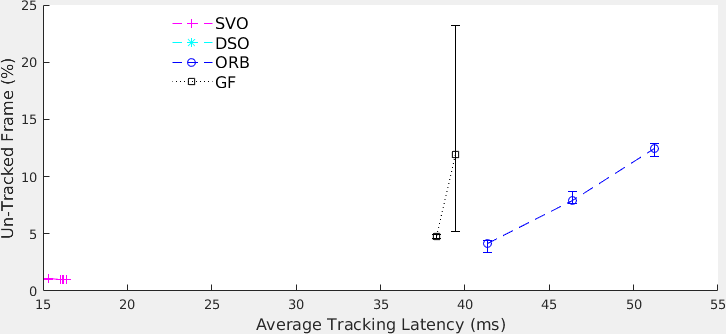 25
20
15
10
5
0
Un-Tracked Frame (%)
SVO
DSO
ORB
GF
15 20 25 30 35 40 45 50 55
Average Tracking Latency (ms)